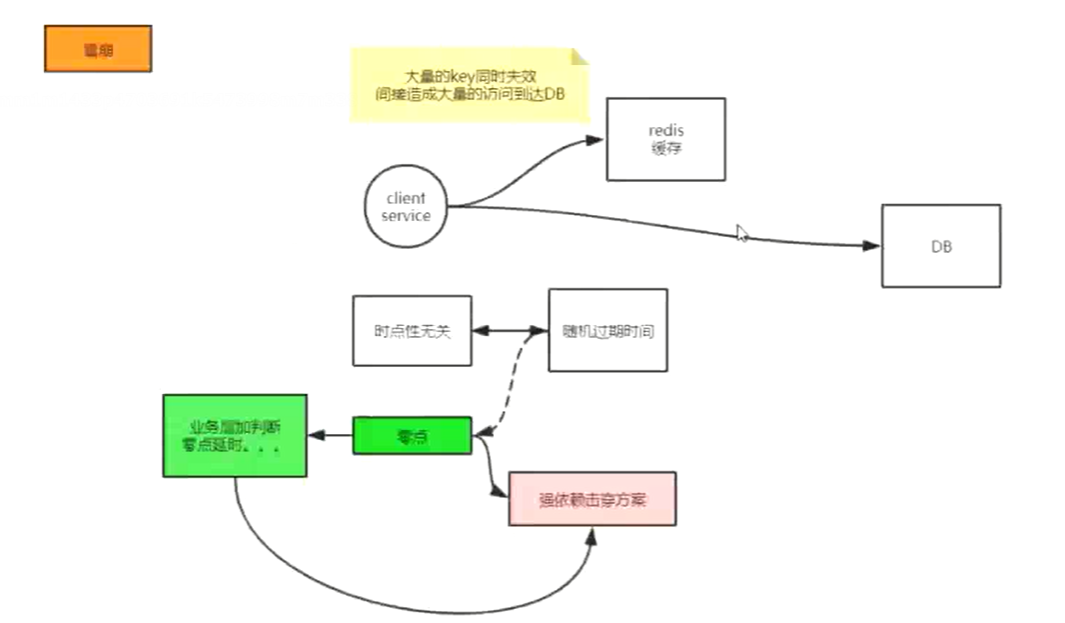 雪崩
大量的key同时失效
间接造成大量的访问到达DB
redis
缓存
client
service
DB
时点性无关
随机过期时间
业务层加判断
零点延时。。。
零点
强依赖击穿方案